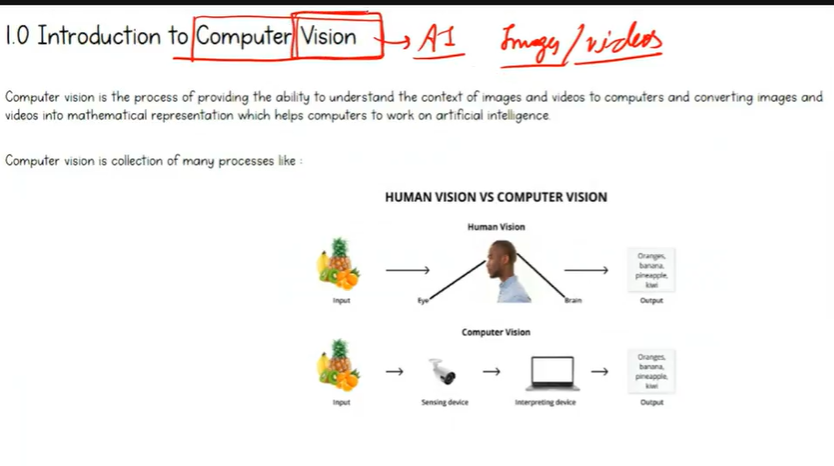 1.0 Introduction to Computer Vision → AI Images/videos
Computer vision is the process of providing the ability to understand the context of images and videos to computers and converting images and
videos into mathematical representation which helps computers to work on artificial intelligence.
Computer vision is collection of many processes like :
HUMAN VISION VS COMPUTER VISION
Human Vision
Oranges,
banana,
pineapple,
kiwi
Input
Eye
Brain
Output
Computer Vision
Oranges,
banana,
pineapple,
kiwi
Input
Sensing device
Interpreting device
Output